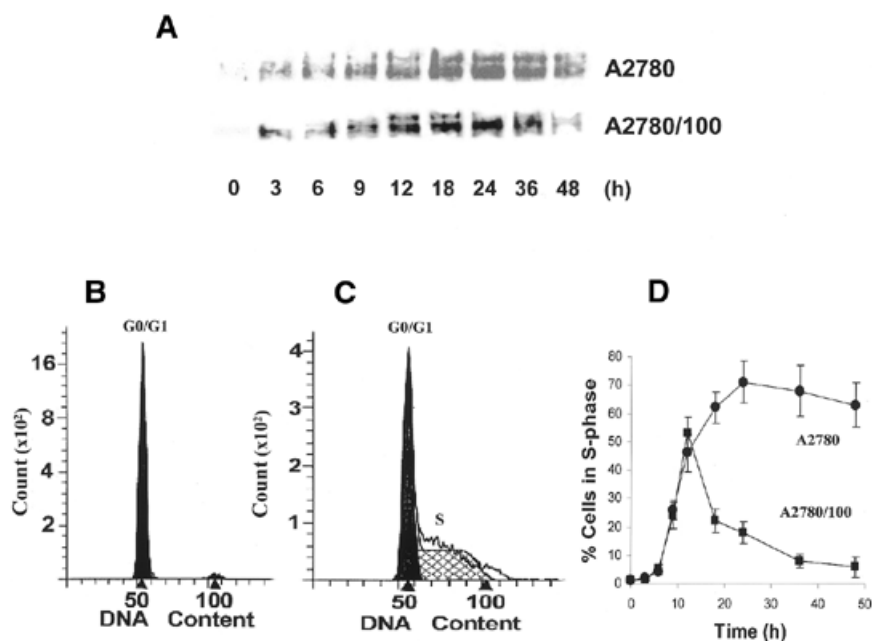 A
A2780
A2780/100
0 3 6 9 12 18 24 36 48 (h)
B
G0/G1
Count (x10²)
16
8
4
2
50 100
DNA Content
C
G0/G1
S
Count (x10²)
4
3
2
1
50 100
DNA Content
D
% Cells in S-phase
80
70
60
50
40
30
20
10
0
A2780
A2780/100
0 10 20 30 40 50
Time (h)